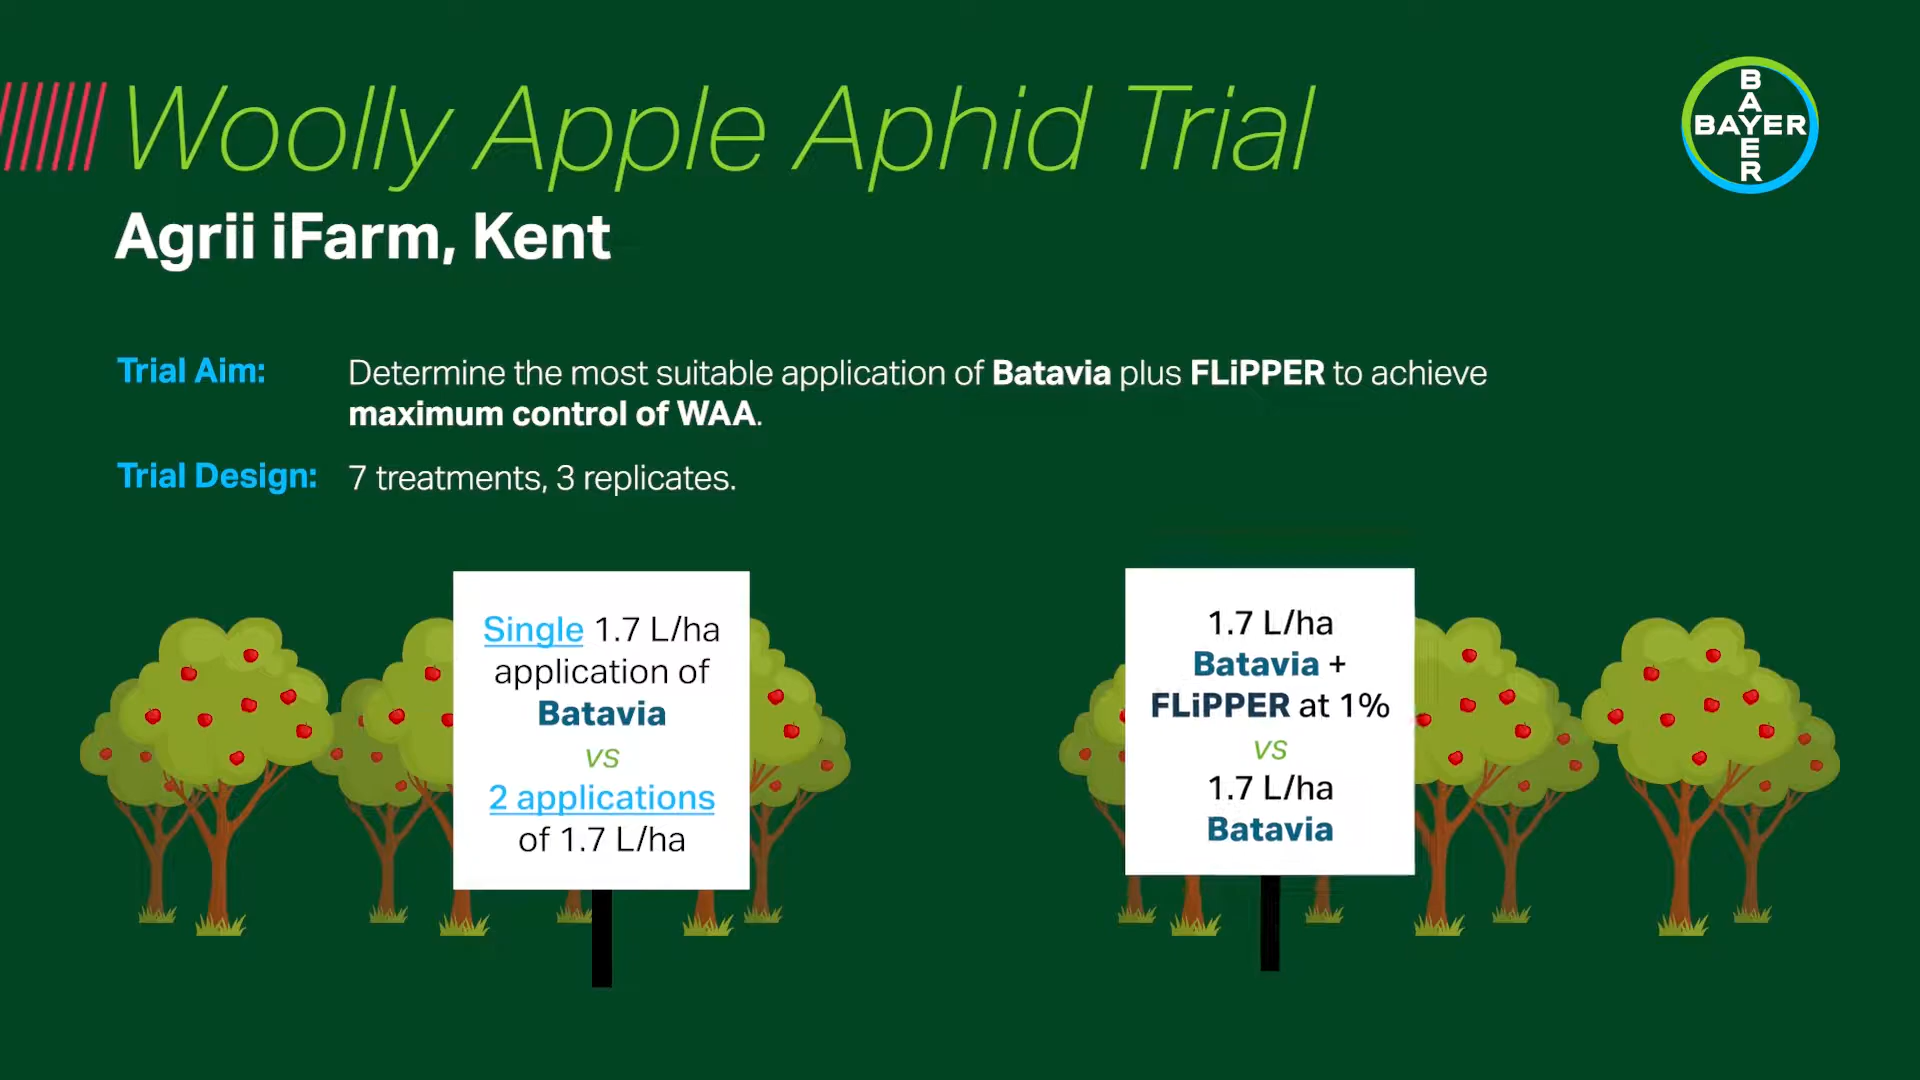 Woolly Apple Aphid Trial
BAYER
BAYER
Agrii iFarm, Kent
Trial Aim: Determine the most suitable application of Batavia plus FLiPPER to achieve
maximum control of WAA.
Trial Design: 7 treatments, 3 replicates.
Single 1.7 L/ha
application of
Batavia
vs
2 applications
of 1.7 L/ha
1.7 L/ha
Batavia +
FLiPPER at 1%
vs
1.7 L/ha
Batavia